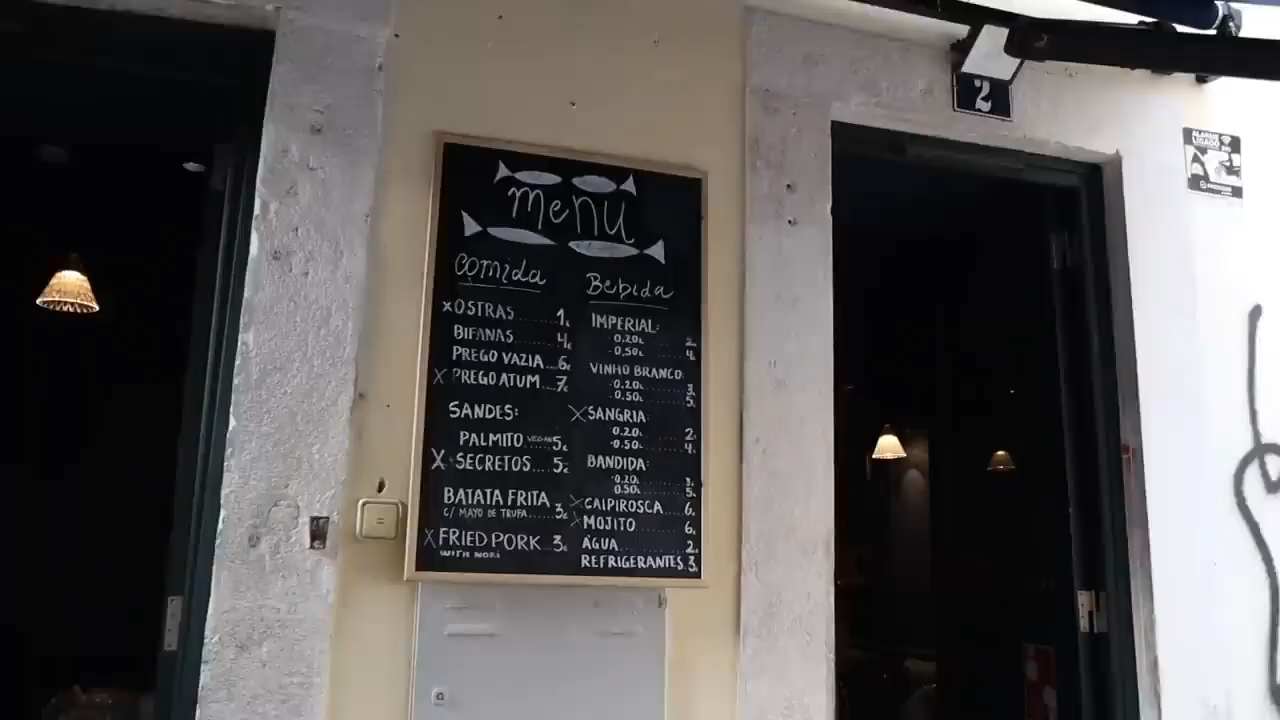 2
menu
Comida
x OSTRAS ........ 1€
BIFANAS ........ 4€
PREGO VAZIA ... 6€
X PREGO ATUM ... 7€
SANDES:
PALMITO VEGAN 5€
X SECRETOS .... 5€
BATATA FRITA
C/ MAYO DE TRUFA ..... 3€
X FRIED PORK .. 3€
WITH NORI
Bebida
IMPERIAL:
0,20L ........ 2€
0,50L ........ 4€
VINHO BRANCO:
0.20L ........ 3€
0.50L ........ 5€
X SANGRIA:
0.20L ........ 2€
0.50L ........ 4€
BANDIDA:
0.20L ........ 3€
0.50L ........ 5€
X CAIPIROSCA .... 6€
X MOJITO ........ 6€
ÁGUA ........ 2€
REFRIGERANTES 3€